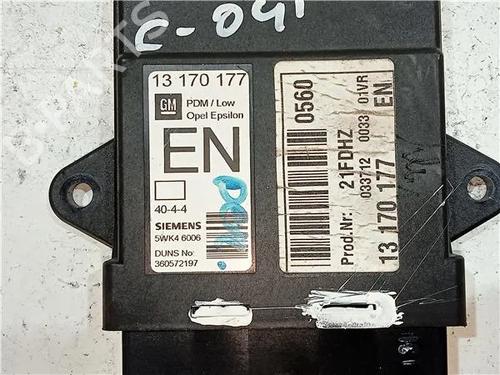 13 170 177
GM
PDM / Low
Opel Epsilon
EN
40-4-4
SIEMENS
5WK4 6006
DUNS No:
360572197
0560
Prod.Nr: 21FDHZ
033712 0033 01VR
13 170 177 EN